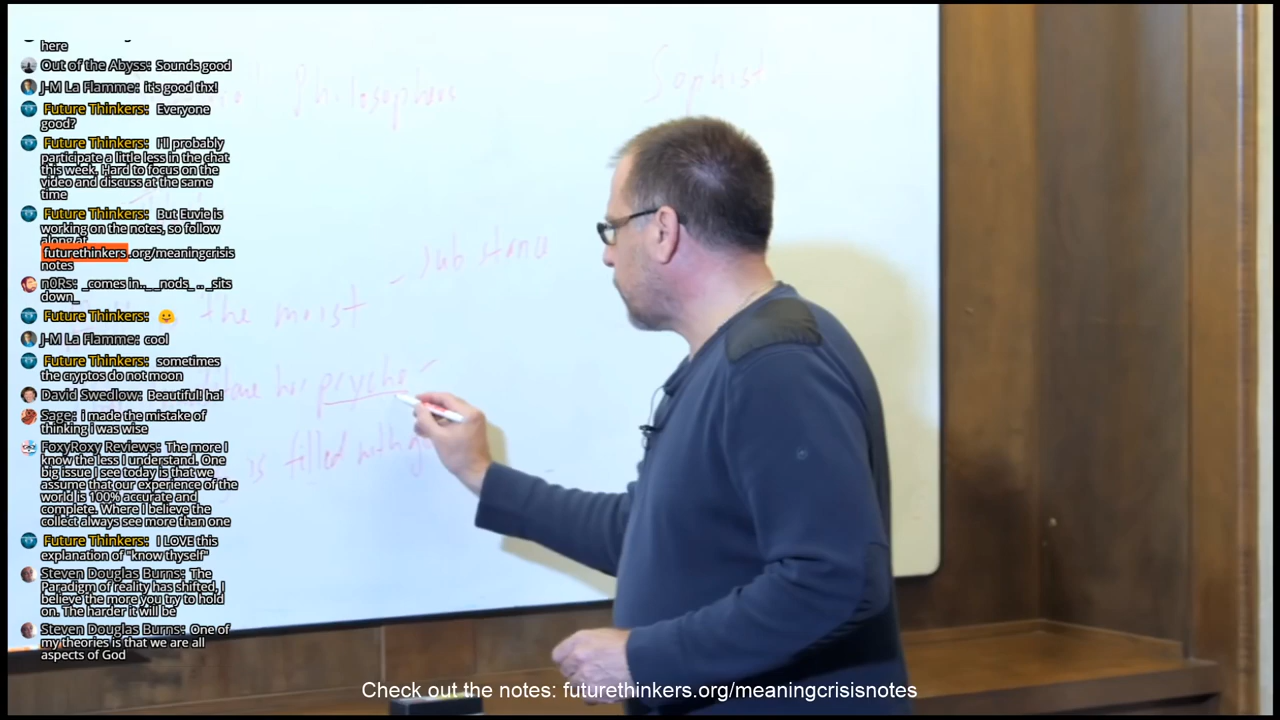 here
Out of the Abyss: Sounds good
J-M La Flamme: it's good thx!
Future Thinkers: Everyone
good?
Future Thinkers: I'll probably
participate a little less in the chat
this week. Hard to focus on the
video and discuss at the same
time
Future Thinkers: But Euvie is
working on the notes, so follow
along at
futurethinkers.org/meaningcrisis
notes
n0Rs: _comes in.._ _nods_ .. _sits
down_
Future Thinkers: 🙂
J-M La Flamme: cool
Future Thinkers: sometimes
the cryptos do not moon
David Swedlow: Beautiful! ha!
Sage: i made the mistake of
thinking i was wise
FoxyRoxy Reviews: The more I
know the less I understand. One
big issue I see today is that we
assume that our experience of the
world is 100% accurate and
complete. Where I believe the
collect always see more than one
Future Thinkers: I LOVE this
explanation of "know thyself"
Steven Douglas Burns: The
Paradigm of reality has shifted, I
believe the more you try to hold
on. The harder it will be
Steven Douglas Burns: One of
my theories is that we are all
aspects of God
Philosophers
Sophist
- substance
the moist
has psyche -
is filled with
Check out the notes: futurethinkers.org/meaningcrisisnotes